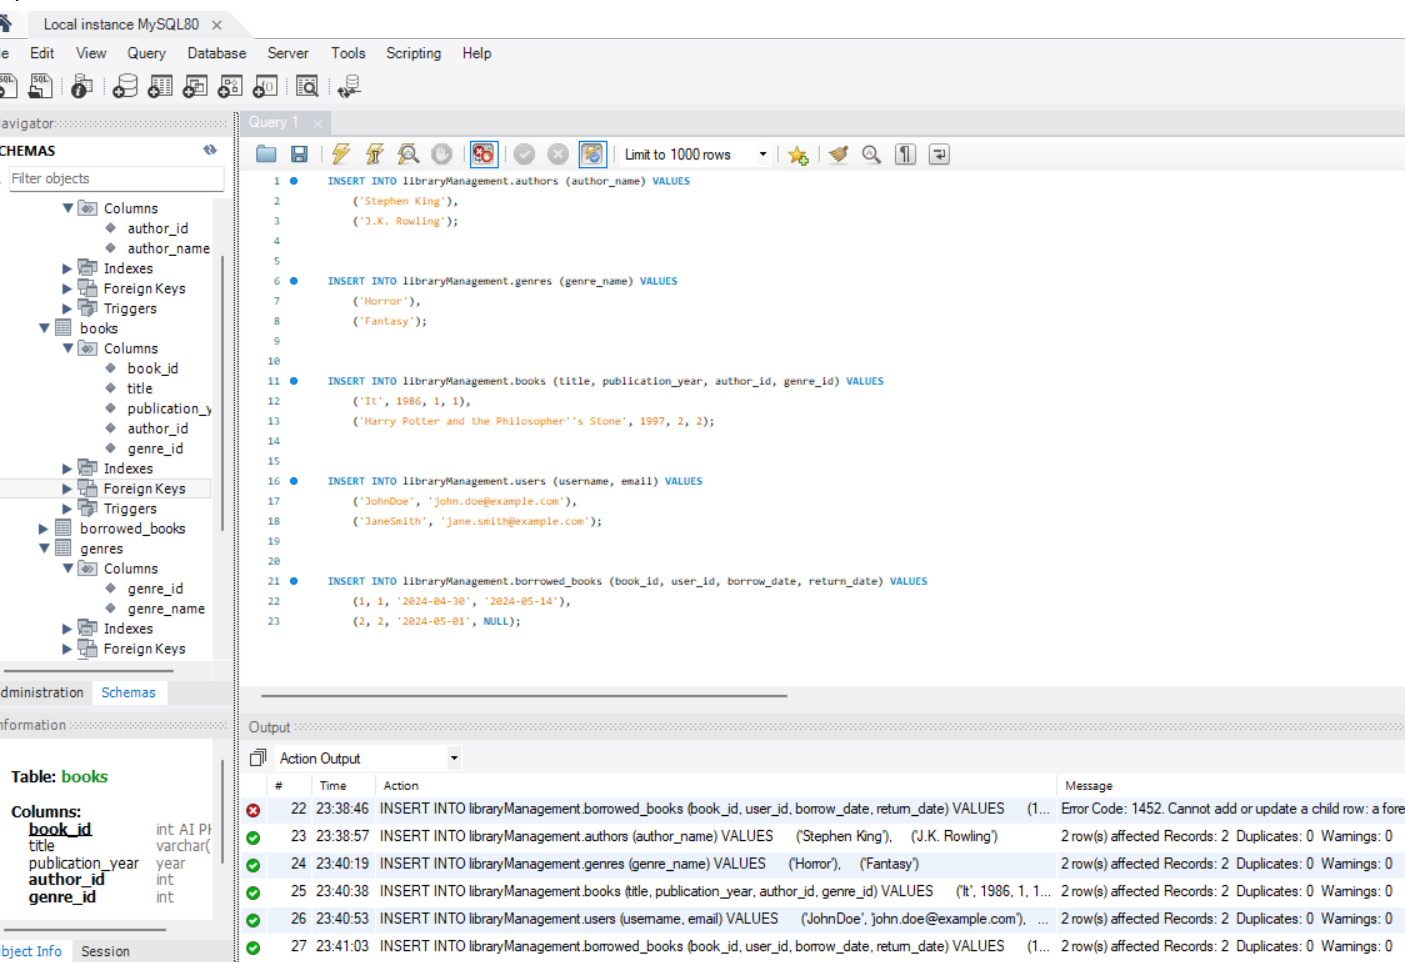 Local instance MySQL80
Edit View Query Database Server Tools Scripting Help
SQL SQL
Query 1
SCHEMAS
Limit to 1000 rows
Filter objects
Columns
author_id
author_name
Indexes
Foreign Keys
Triggers
books
Columns
book_id
title
publication_y
author_id
genre_id
Indexes
Foreign Keys
Triggers
borrowed_books
genres
Columns
genre_id
genre_name
Indexes
Foreign Keys
1 INSERT INTO libraryManagement.authors (author_name) VALUES
2 ('Stephen King'),
3 ('J.K. Rowling');
4
5
6 INSERT INTO libraryManagement.genres (genre_name) VALUES
7 ('Horror'),
8 ('Fantasy');
9
10
11 INSERT INTO libraryManagement.books (title, publication_year, author_id, genre_id) VALUES
12 ('It', 1986, 1, 1),
13 ('Harry Potter and the Philosopher''s Stone', 1997, 2, 2);
14
15
16 INSERT INTO libraryManagement.users (username, email) VALUES
17 ('JohnDoe', 'john.doe@example.com'),
18 ('JaneSmith', 'jane.smith@example.com');
19
20
21 INSERT INTO libraryManagement.borrowed_books (book_id, user_id, borrow_date, return_date) VALUES
22 (1, 1, '2024-04-30', '2024-05-14'),
23 (2, 2, '2024-05-01', NULL);
dministration Schemas
nformation
Table: books
Columns:
book_id int AI PI
title varchar(
publication_year year
author_id int
genre_id int
bject Info Session
Output
Action Output
# Time Action Message
22 23:38:46 INSERT INTO libraryManagement.borrowed_books (book_id, user_id, borrow_date, return_date) VALUES (1... Error Code: 1452. Cannot add or update a child row: a fore
23 23:38:57 INSERT INTO libraryManagement.authors (author_name) VALUES ('Stephen King'), ('J.K. Rowling') 2 row(s) affected Records: 2 Duplicates: 0 Warnings: 0
24 23:40:19 INSERT INTO libraryManagement.genres (genre_name) VALUES ('Horror'), ('Fantasy') 2 row(s) affected Records: 2 Duplicates: 0 Warnings: 0
25 23:40:38 INSERT INTO libraryManagement.books (title, publication_year, author_id, genre_id) VALUES ('It', 1986, 1, 1... 2 row(s) affected Records: 2 Duplicates: 0 Warnings: 0
26 23:40:53 INSERT INTO libraryManagement.users (username, email) VALUES ('JohnDoe', 'john.doe@example.com'), ... 2 row(s) affected Records: 2 Duplicates: 0 Warnings: 0
27 23:41:03 INSERT INTO libraryManagement.borrowed_books (book_id, user_id, borrow_date, return_date) VALUES (1... 2 row(s) affected Records: 2 Duplicates: 0 Warnings: 0